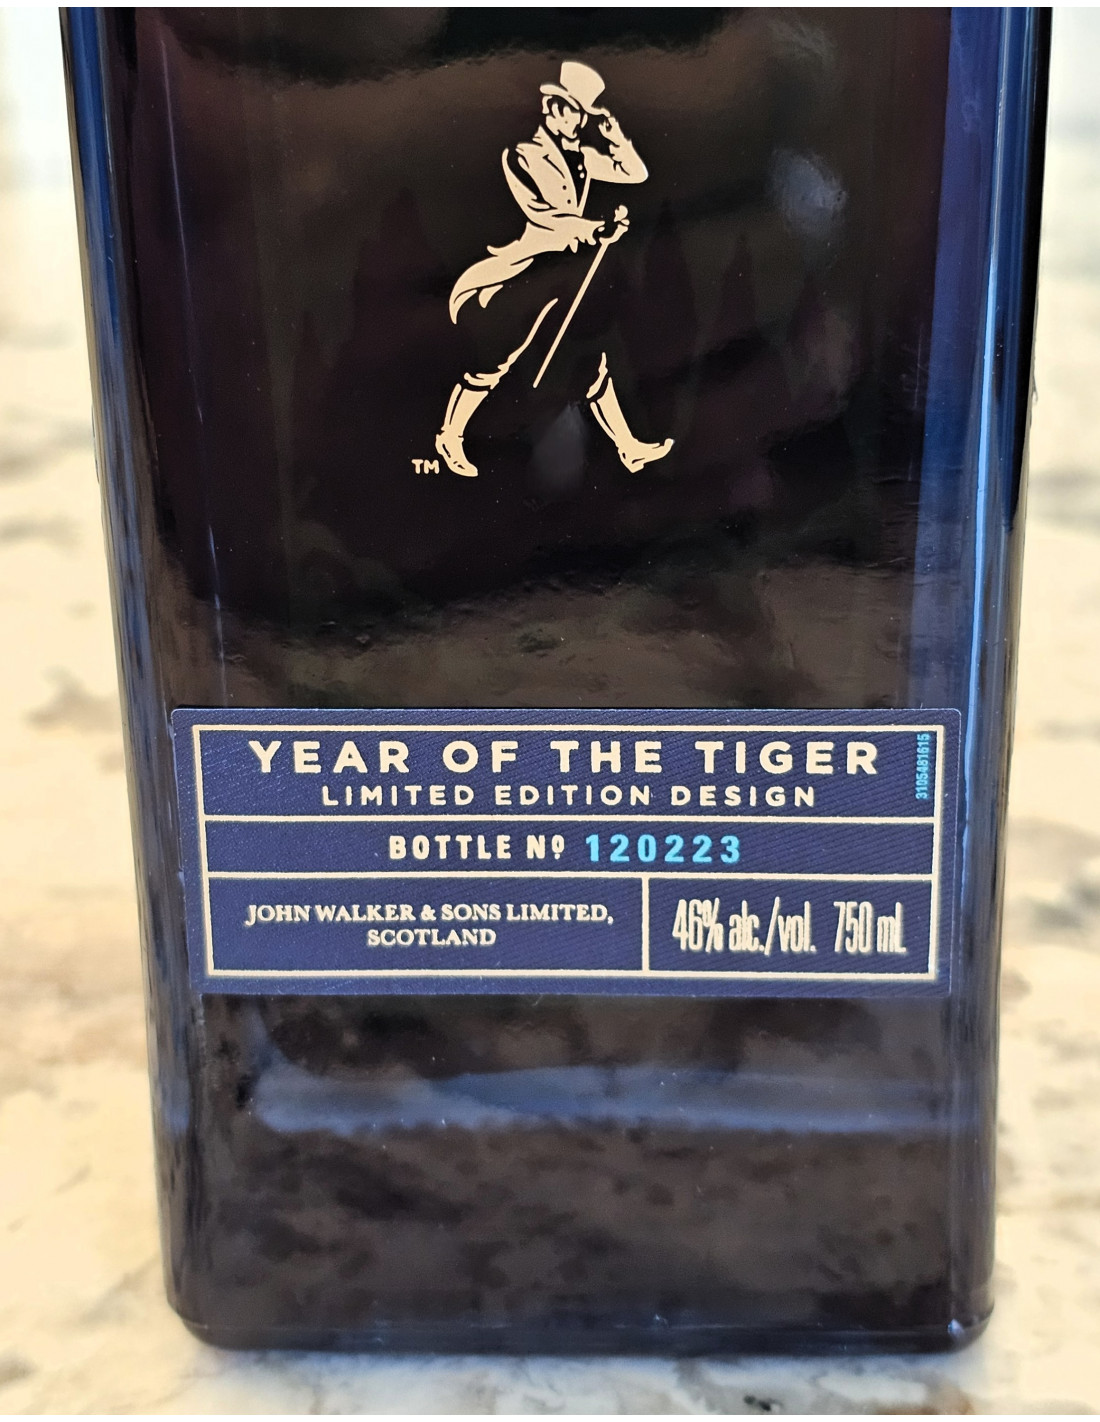 TM
YEAR OF THE TIGER
LIMITED EDITION DESIGN
3105481615
BOTTLE Nº 120223
JOHN WALKER & SONS LIMITED,
SCOTLAND
46% alc./vol. 750 mL